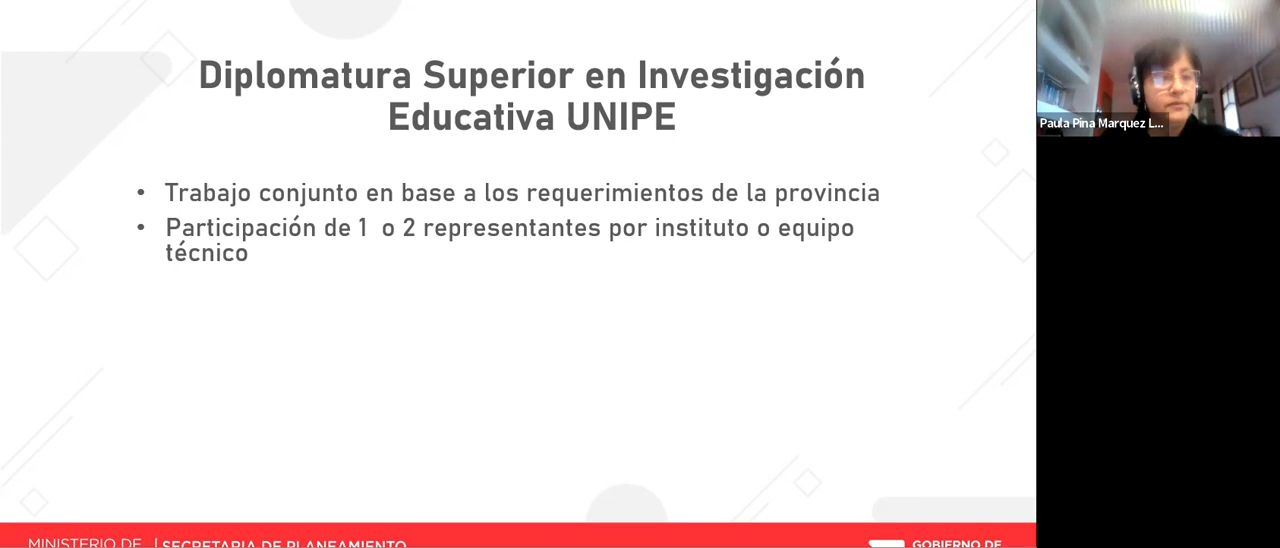 Diplomatura Superior en Investigación
Educativa UNIPE
• Trabajo conjunto en base a los requerimientos de la provincia
• Participación de 1 o 2 representantes por instituto o equipo
técnico
Paula Pina Marquez L...
MINISTERIO DE | SECRETARIA DE PLANEAMIENTO
GOBIERNO DE